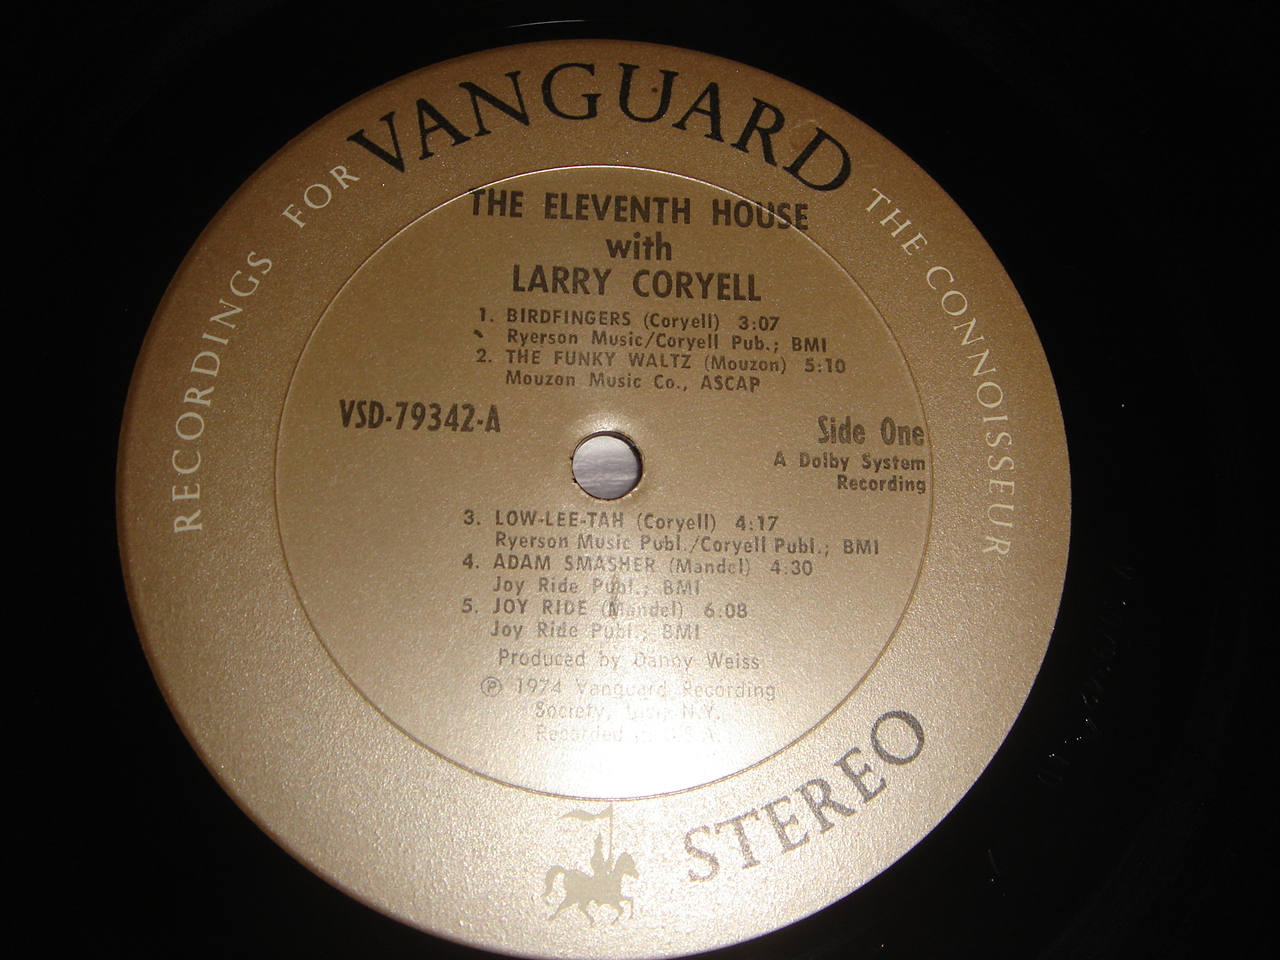 RECORDINGS FOR VANGUARD THE CONNOISSEUR
THE ELEVENTH HOUSE
with
LARRY CORYELL
1. BIRDFINGERS (Coryell) 3:07
Ryerson Music/Coryell Pub.; BMI
2. THE FUNKY WALTZ (Mouzon) 5:10
Mouzon Music Co., ASCAP
VSD-79342-A
Side One
A Dolby System
Recording
3. LOW-LEE-TAH (Coryell) 4:17
Ryerson Music Publ./Coryell Publ.; BMI
4. ADAM SMASHER (Mandel) 4:30
Joy Ride Publ.; BMI
5. JOY RIDE (Mandel) 6:08
Joy Ride Publ.; BMI
Produced by Danny Weiss
℗ 1974 Vanguard Recording
Society, Inc., N.Y.
Recorded in U.S.A.
STEREO